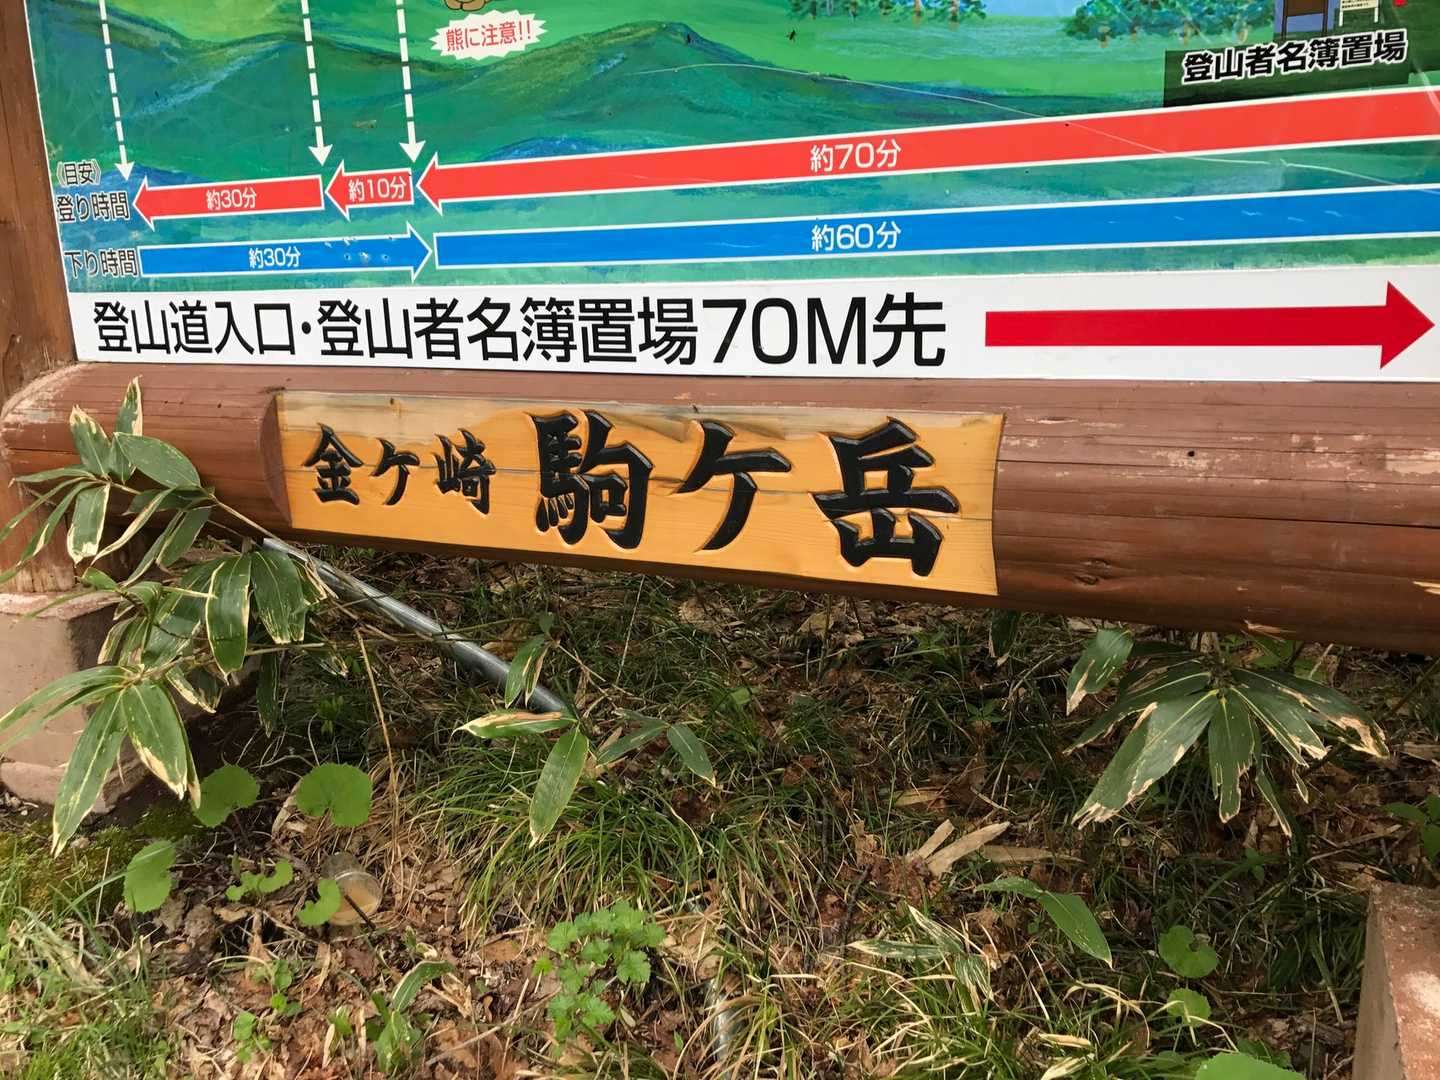 熊に注意!!
登山者名簿置場
《目安》
登り時間
約30分
約10分
約70分
下り時間
約30分
約60分
登山道入口・登山者名簿置場70M先
金ケ崎 駒ケ岳